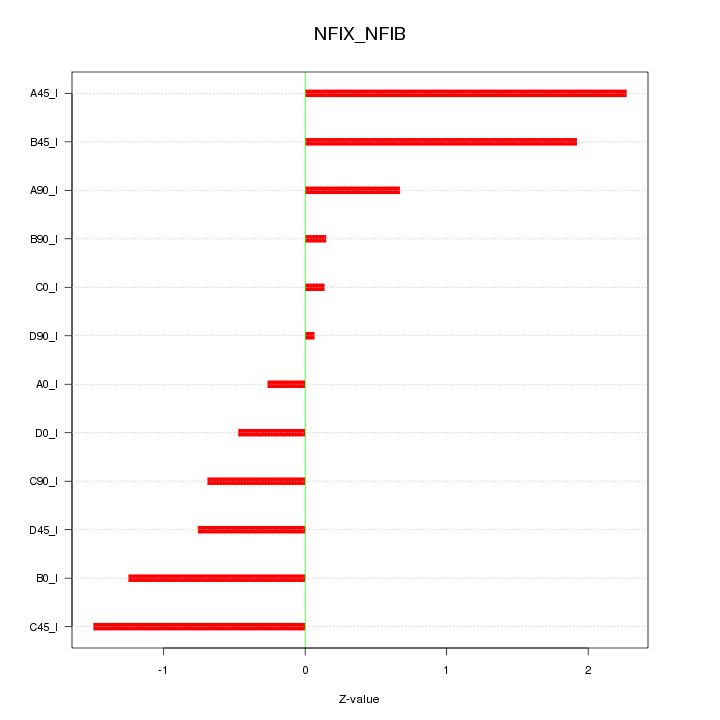 NFIX_NFIB
A45_I
B45_I
A90_I
B90_I
C0_I
D90_I
A0_I
D0_I
C90_I
D45_I
B0_I
C45_I
-1 0 1 2
Z-value